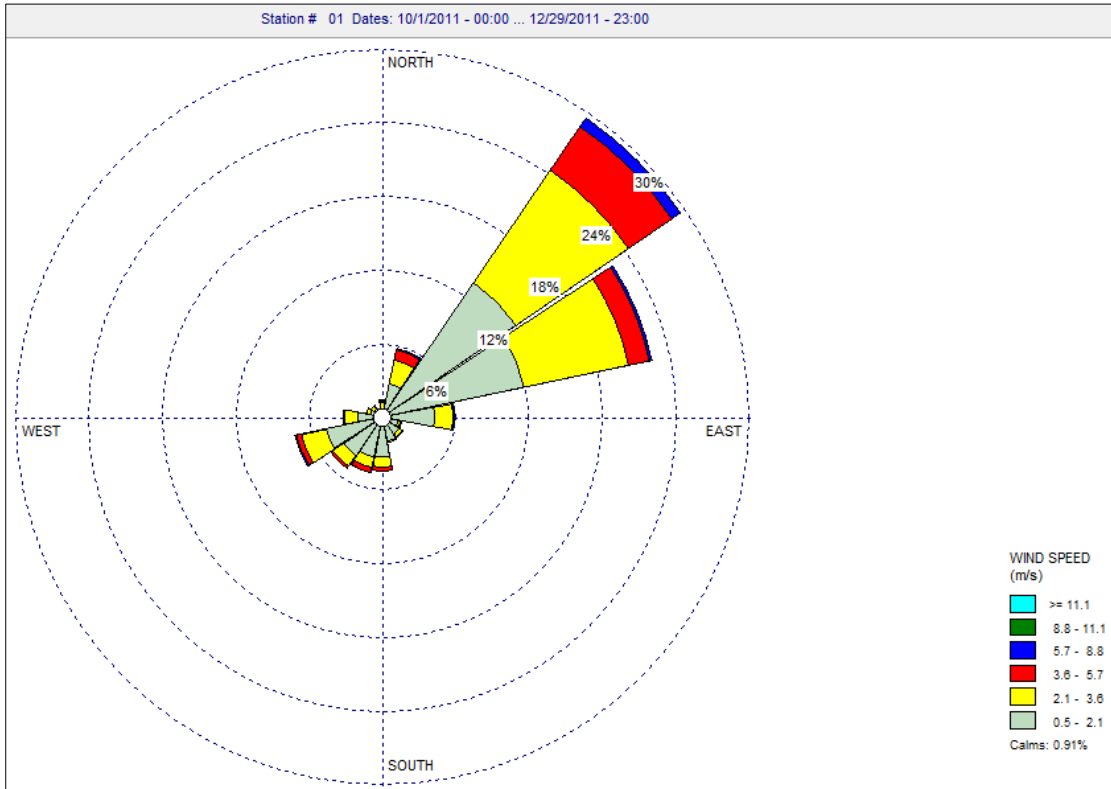 Station # 01 Dates: 10/1/2011 - 00:00 ... 12/29/2011 - 23:00
NORTH
30%
24%
18%
12%
6%
WEST
EAST
SOUTH
WIND SPEED
(m/s)
>= 11.1
8.8 - 11.1
5.7 - 8.8
3.6 - 5.7
2.1 - 3.6
0.5 - 2.1
Calms: 0.91%